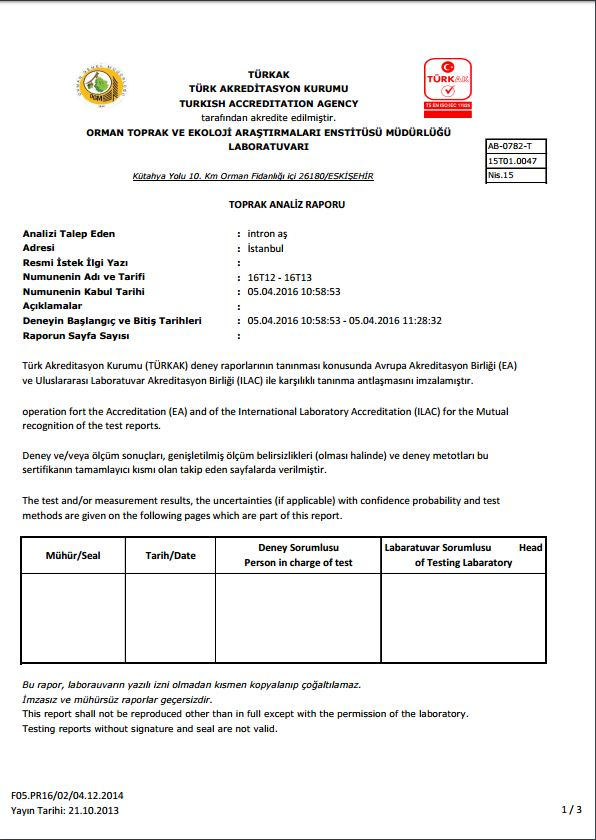 TÜRKAK
TÜRK AKREDİTASYON KURUMU
TURKISH ACCREDITATION AGENCY
tarafından akredite edilmiştir.
ORMAN TOPRAK VE EKOLOJİ ARAŞTIRMALARI ENSTİTÜSÜ MÜDÜRLÜĞÜ
LABORATUVARI
Kütahya Yolu 10. Km Orman Fidanlığı içi 26180/ESKİŞEHİR
TÜRKAK
TS EN ISO/IEC 17025
AB-0782-T
15T01.0047
Nis.15
TOPRAK ANALİZ RAPORU
Analizi Talep Eden : intron aş
Adresi : İstanbul
Resmi İstek İlgi Yazı :
Numunenin Adı ve Tarifi : 16T12 - 16T13
Numunenin Kabul Tarihi : 05.04.2016 10:58:53
Açıklamalar :
Deneyin Başlangıç ve Bitiş Tarihleri : 05.04.2016 10:58:53 - 05.04.2016 11:28:32
Raporun Sayfa Sayısı :
Türk Akreditasyon Kurumu (TÜRKAK) deney raporlarının tanınması konusunda Avrupa Akreditasyon Birliği (EA)
ve Uluslararası Laboratuvar Akreditasyon Birliği (ILAC) ile karşılıklı tanınma antlaşmasını imzalamıştır.
operation fort the Accreditation (EA) and of the International Laboratory Accreditation (ILAC) for the Mutual
recognition of the test reports.
Deney ve/veya ölçüm sonuçları, genişletilmiş ölçüm belirsizlikleri (olması halinde) ve deney metotları bu
sertifikanın tamamlayıcı kısmı olan takip eden sayfalarda verilmiştir.
The test and/or measurement results, the uncertainties (if applicable) with confidence probability and test
methods are given on the following pages which are part of this report.
Mühür/Seal
Tarih/Date
Deney Sorumlusu
Person in charge of test
Labaratuvar Sorumlusu Head
of Testing Labaratory
Bu rapor, laborauvarın yazılı izni olmadan kısmen kopyalanıp çoğaltılamaz.
İmzasız ve mühürsüz raporlar geçersizdir.
This report shall not be reproduced other than in full except with the permission of the laboratory.
Testing reports without signature and seal are not valid.
F05.PR16/02/04.12.2014
Yayın Tarihi: 21.10.2013
1 / 3